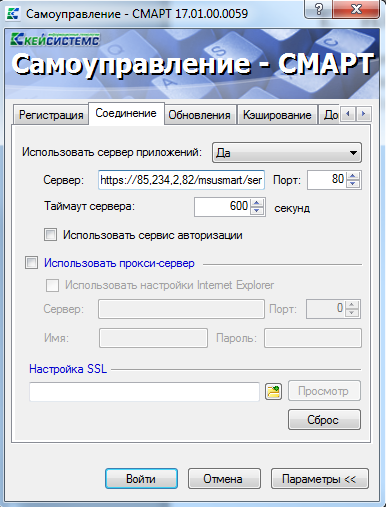 Самоуправление - СМАРТ 17.01.00.0059
КЕЙСИСТЕМС
Самоуправление - СМАРТ
Регистрация Соединение Обновления Кэширование До
Использовать сервер приложений: Да
Сервер: https://85,234,2,82/msusmart/ser Порт: 80
Таймаут сервера: 600 секунд
Использовать сервис авторизации
Использовать прокси-сервер
Использовать настройки Internet Explorer
Сервер: Порт: 0
Имя: Пароль:
Настройка SSL
Просмотр
Сброс
Войти Отмена Параметры <<